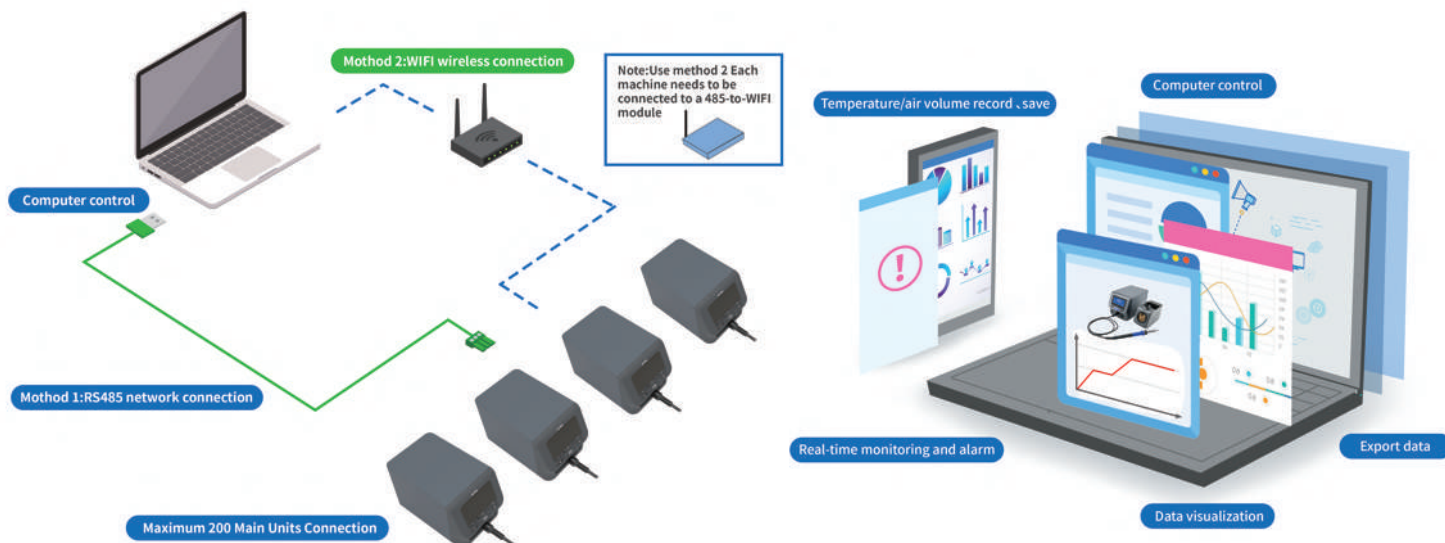 Mothod 2:WIFI wireless connection
Note:Use method 2 Each
machine needs to be
connected to a 485-to-WIFI
module
Computer control
Mothod 1:RS485 network connection
Maximum 200 Main Units Connection
Temperature/air volume record、save
Computer control
Real-time monitoring and alarm
Export data
Data visualization